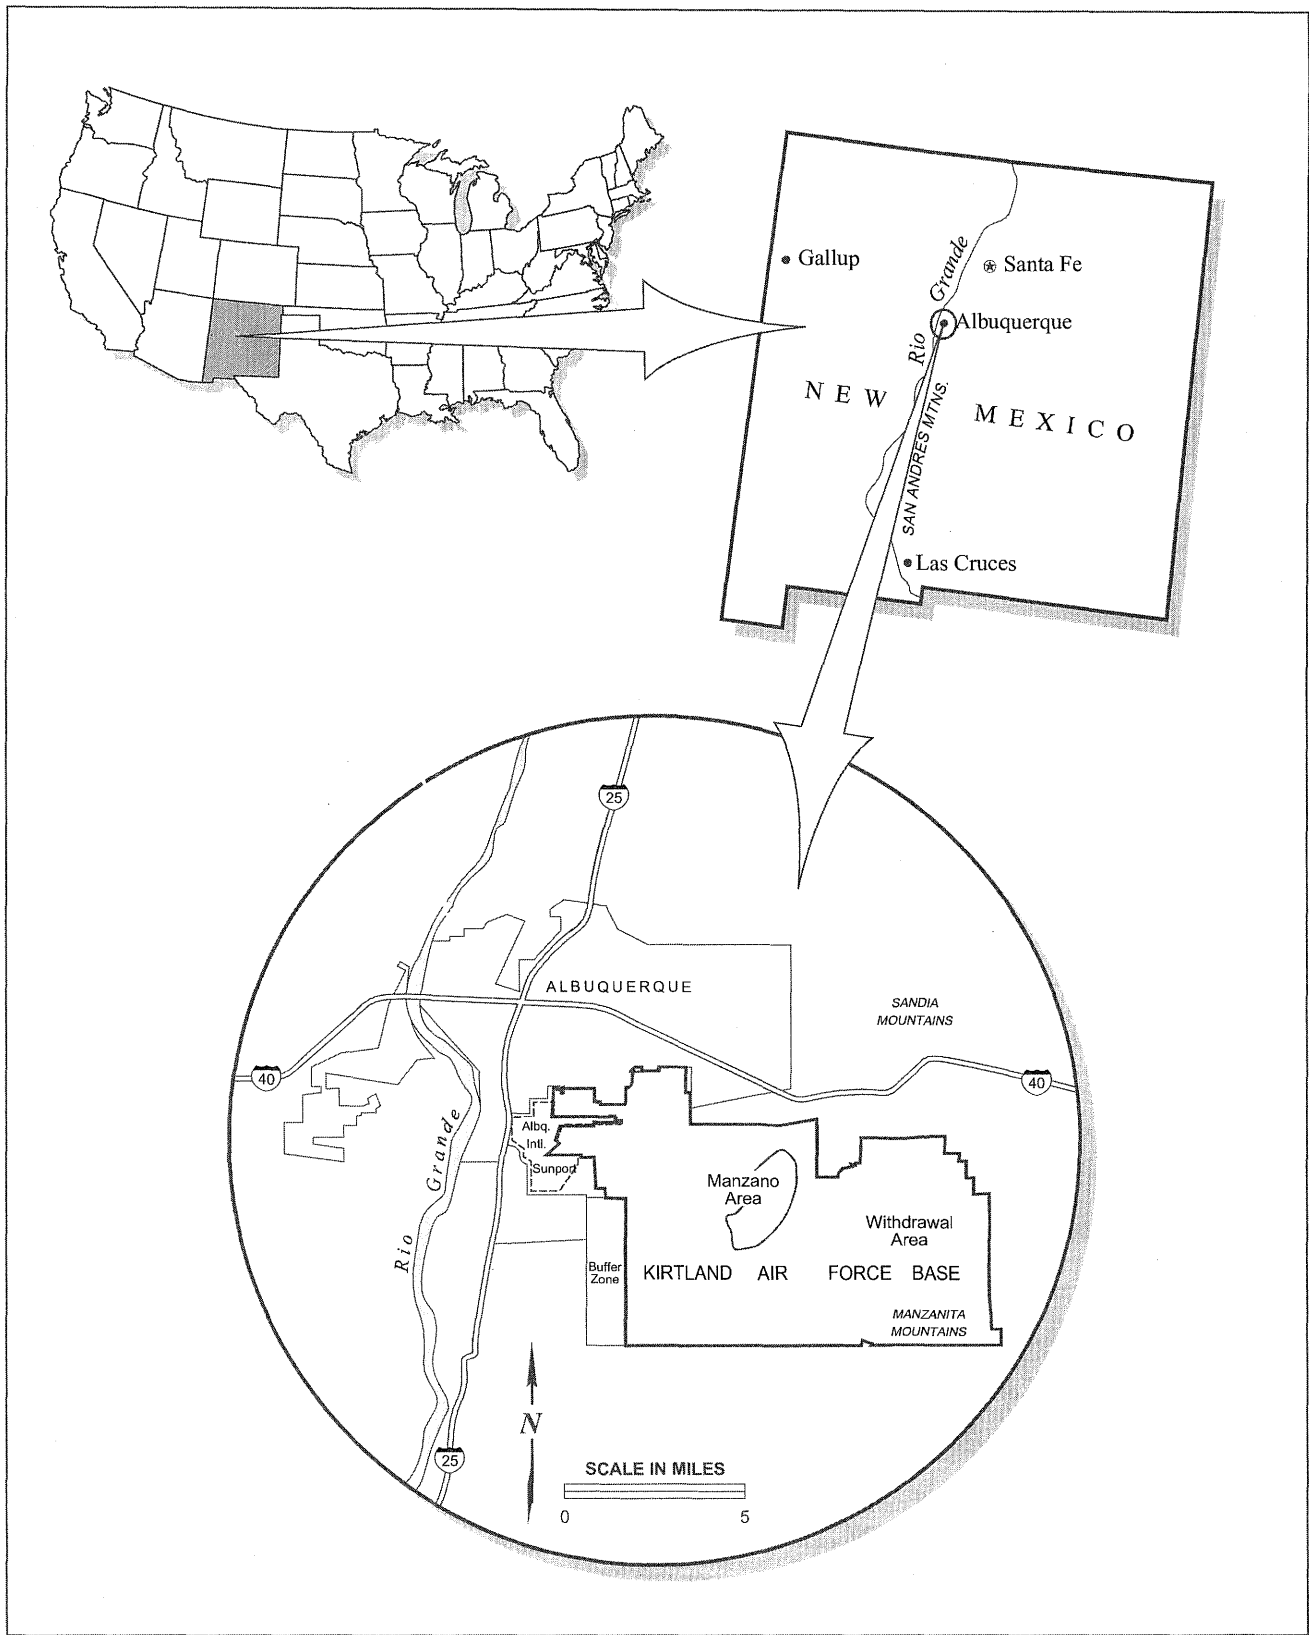 Gallup
Santa Fe
Rio Grande
Albuquerque
NEW MEXICO
SAN ANDRES MTNS.
Las Cruces
25
ALBUQUERQUE
SANDIA
MOUNTAINS
40
40
Albq.
Intl.
Sunport
Rio Grande
Manzano
Area
Withdrawal
Area
Buffer
Zone
KIRTLAND AIR FORCE BASE
MANZANITA
MOUNTAINS
N
25
SCALE IN MILES
0 5